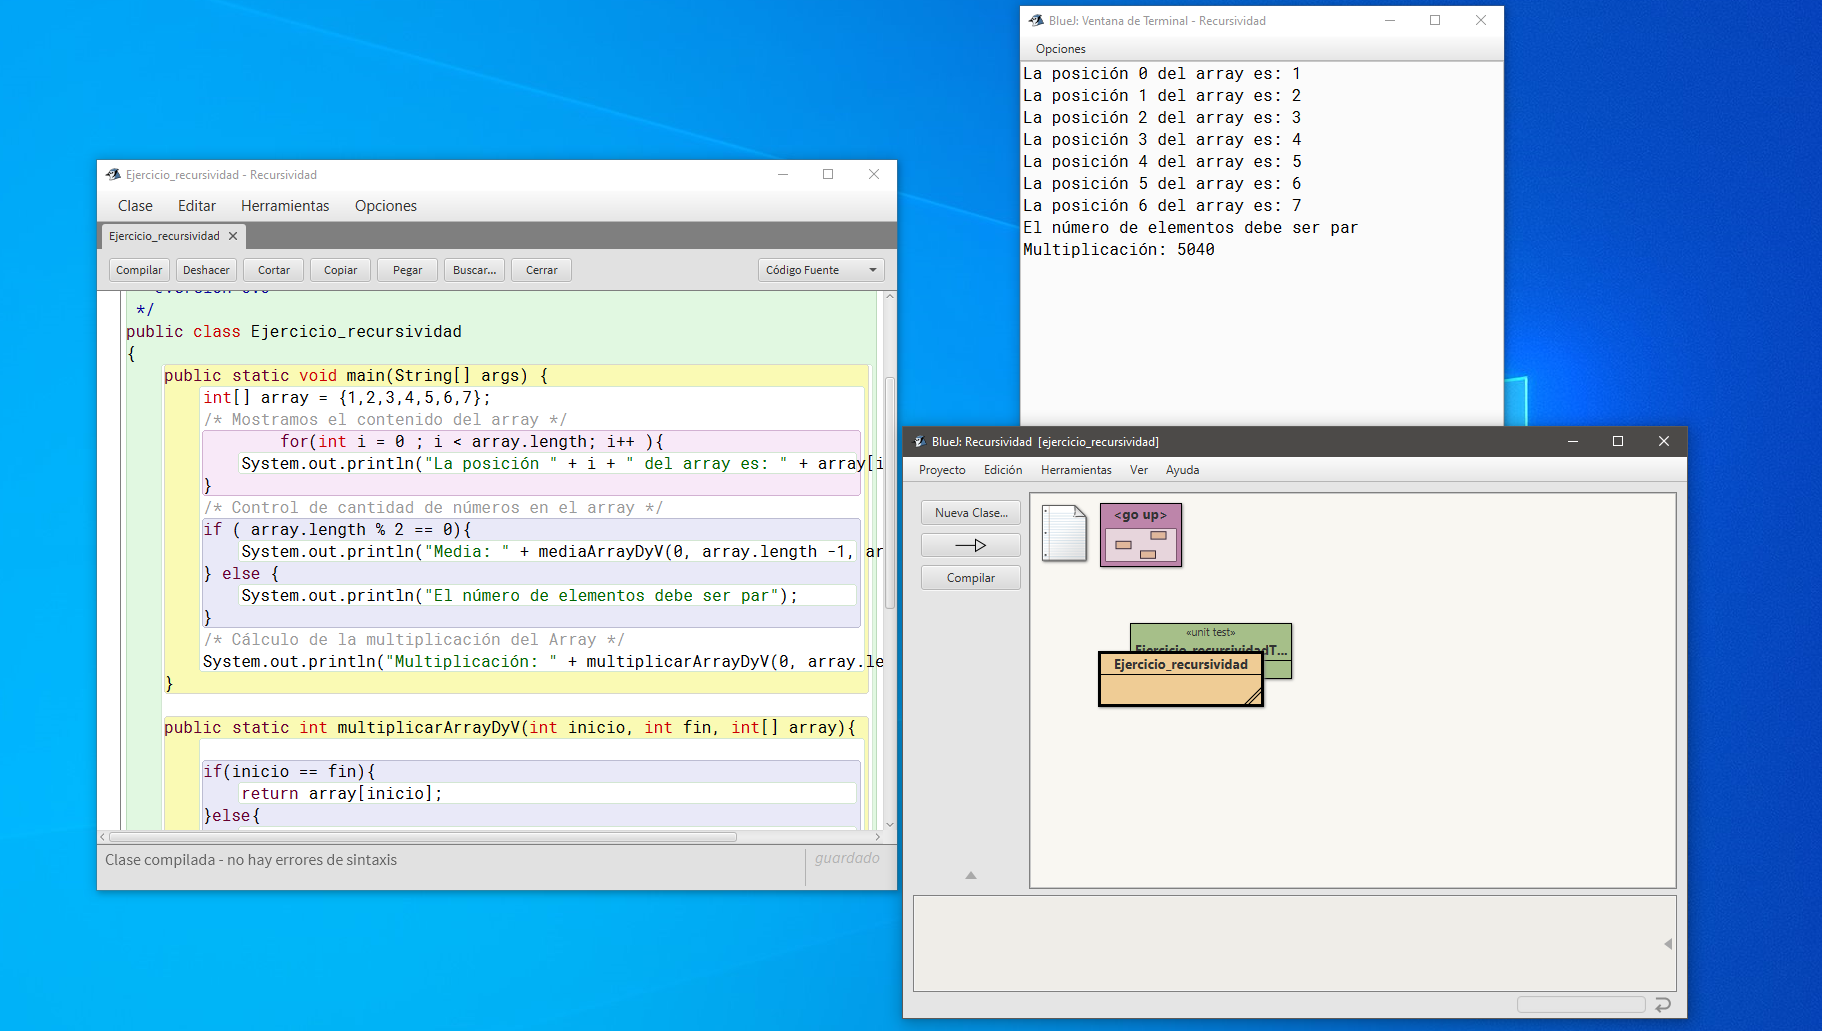 Ejercicio_recursividad - Recursividad
Clase Editar Herramientas Opciones
Ejercicio_recursividad
Compilar Deshacer Cortar Copiar Pegar Buscar... Cerrar Código Fuente
*/
public class Ejercicio_recursividad
{
public static void main(String[] args) {
int[] array = {1,2,3,4,5,6,7};
/* Mostramos el contenido del array */
for(int i = 0 ; i < array.length; i++ ){
System.out.println("La posición " + i + " del array es: " + array[i
}
/* Control de cantidad de números en el array */
if ( array.length % 2 == 0){
System.out.println("Media: " + mediaArrayDyV(0, array.length -1, ar
} else {
System.out.println("El número de elementos debe ser par");
}
/* Cálculo de la multiplicación del Array */
System.out.println("Multiplicación: " + multiplicarArrayDyV(0, array.le
}
public static int multiplicarArrayDyV(int inicio, int fin, int[] array){
if(inicio == fin){
return array[inicio];
}else{
Clase compilada - no hay errores de sintaxis
guardado
BlueJ: Ventana de Terminal - Recursividad
Opciones
La posición 0 del array es: 1
La posición 1 del array es: 2
La posición 2 del array es: 3
La posición 3 del array es: 4
La posición 4 del array es: 5
La posición 5 del array es: 6
La posición 6 del array es: 7
El número de elementos debe ser par
Multiplicación: 5040
BlueJ: Recursividad [ejercicio_recursividad]
Proyecto Edición Herramientas Ver Ayuda
Nueva Clase...
Compilar
<go up>
«unit test»
Ejercicio_recursividadT...
Ejercicio_recursividad